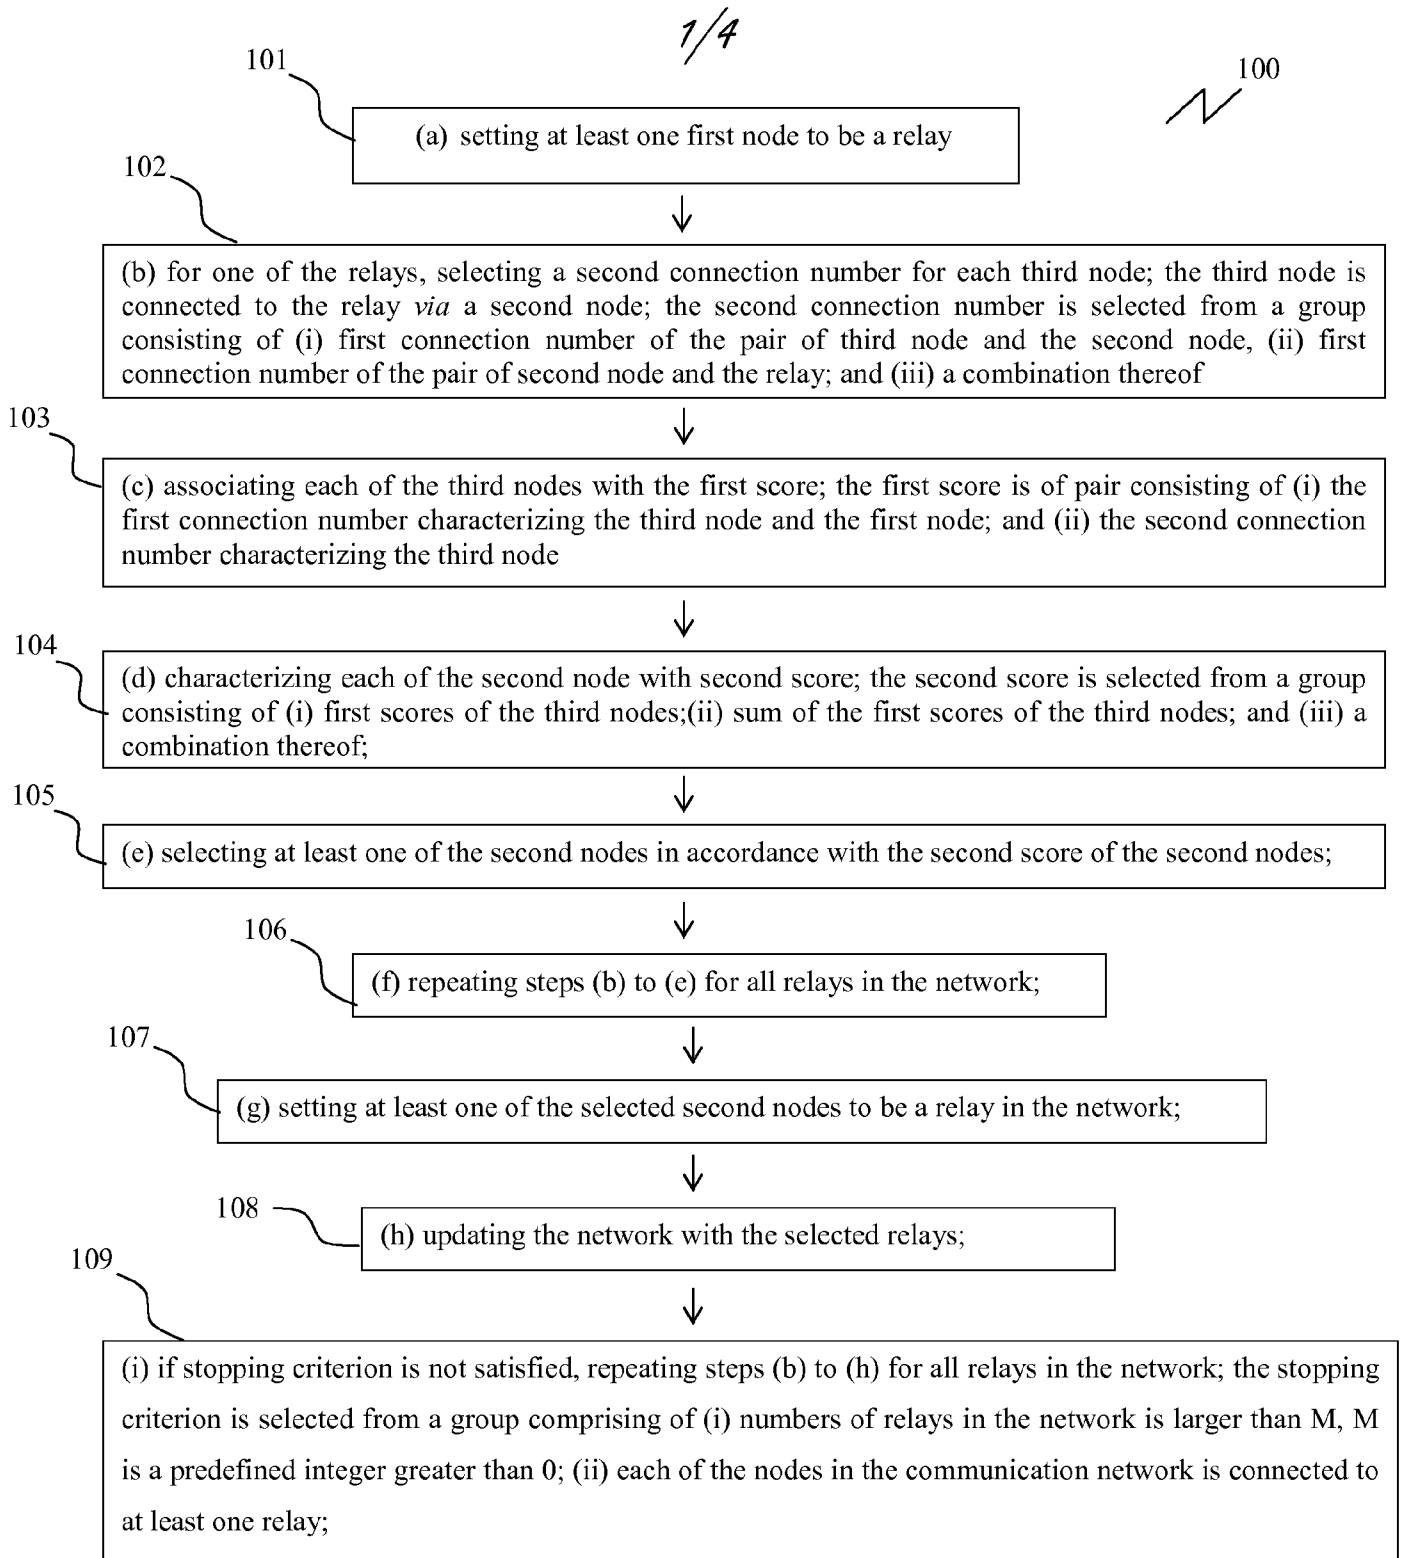 1/4
101
100
(a) setting at least one first node to be a relay
102
(b) for one of the relays, selecting a second connection number for each third node; the third node is
connected to the relay via a second node; the second connection number is selected from a group
consisting of (i) first connection number of the pair of third node and the second node, (ii) first
connection number of the pair of second node and the relay; and (iii) a combination thereof
103
(c) associating each of the third nodes with the first score; the first score is of pair consisting of (i) the
first connection number characterizing the third node and the first node; and (ii) the second connection
number characterizing the third node
104
(d) characterizing each of the second node with second score; the second score is selected from a group
consisting of (i) first scores of the third nodes;(ii) sum of the first scores of the third nodes; and (iii) a
combination thereof;
105
(e) selecting at least one of the second nodes in accordance with the second score of the second nodes;
106
(f) repeating steps (b) to (e) for all relays in the network;
107
(g) setting at least one of the selected second nodes to be a relay in the network;
108
(h) updating the network with the selected relays;
109
(i) if stopping criterion is not satisfied, repeating steps (b) to (h) for all relays in the network; the stopping
criterion is selected from a group comprising of (i) numbers of relays in the network is larger than M, M
is a predefined integer greater than 0; (ii) each of the nodes in the communication network is connected to
at least one relay;